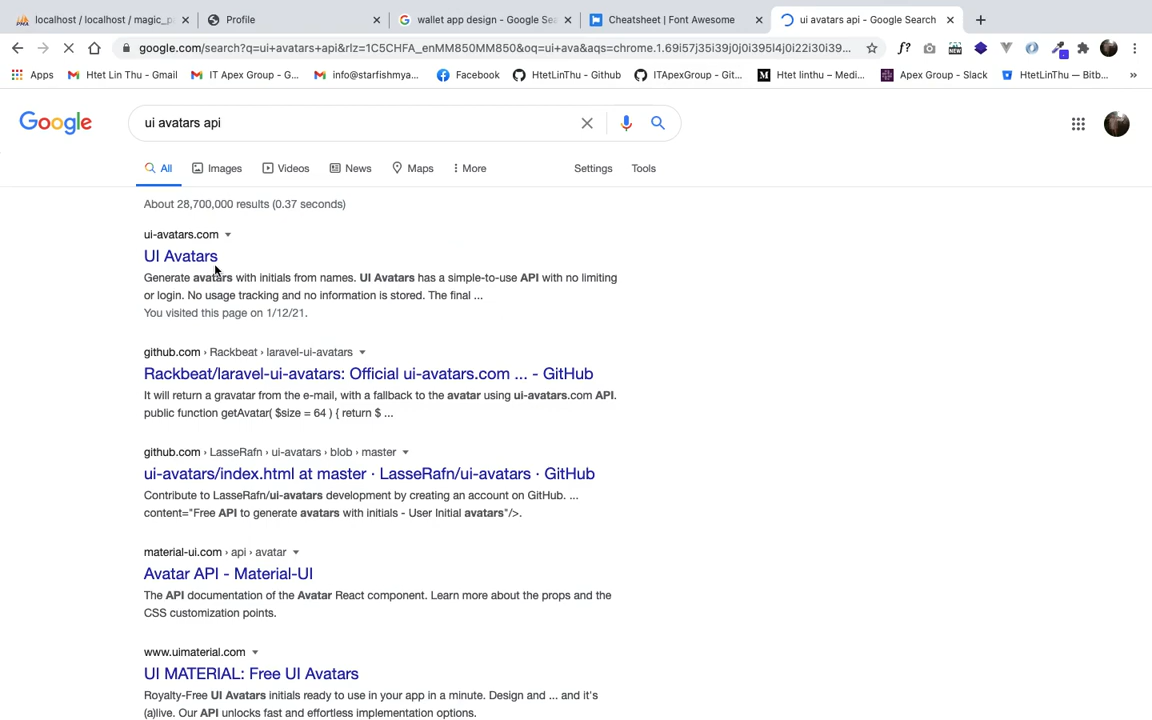 localhost / localhost / magic_pa
Profile
wallet app design - Google Sea
Cheatsheet | Font Awesome
ui avatars api - Google Search
google.com/search?q=ui+avatars+api&rlz=1C5CHFA_enMM850MM850&oq=ui+ava&aqs=chrome.1.69i57j35i39j0j0i395l4j0i22i30i39...
Apps
Htet Lin Thu - Gmail
IT Apex Group - G...
info@starfishmya...
Facebook
HtetLinThu - Github
ITApexGroup - Git...
Htet linthu – Medi...
Apex Group - Slack
HtetLinThu — Bitb...
»
Google
ui avatars api
All
Images
Videos
News
Maps
More
Settings
Tools
About 28,700,000 results (0.37 seconds)
ui-avatars.com
UI Avatars
Generate avatars with initials from names. UI Avatars has a simple-to-use API with no limiting
or login. No usage tracking and no information is stored. The final ...
You visited this page on 1/12/21.
github.com › Rackbeat › laravel-ui-avatars
Rackbeat/laravel-ui-avatars: Official ui-avatars.com ... - GitHub
It will return a gravatar from the e-mail, with a fallback to the avatar using ui-avatars.com API.
public function getAvatar( $size = 64 ) { return $ ...
github.com › LasseRafn › ui-avatars › blob › master
ui-avatars/index.html at master · LasseRafn/ui-avatars · GitHub
Contribute to LasseRafn/ui-avatars development by creating an account on GitHub. ...
content="Free API to generate avatars with initials - User Initial avatars"/>.
material-ui.com › api › avatar
Avatar API - Material-UI
The API documentation of the Avatar React component. Learn more about the props and the
CSS customization points.
www.uimaterial.com
UI MATERIAL: Free UI Avatars
Royalty-Free UI Avatars initials ready to use in your app in a minute. Design and ... and it's
(a)live. Our API unlocks fast and effortless implementation options.